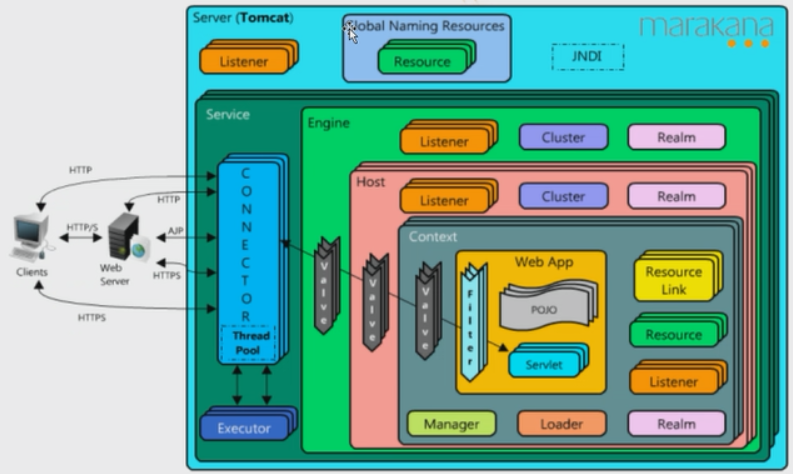 Server (Tomcat)
Global Naming Resources
marakana
Listener
Resource
JNDI
Service
Engine
Listener
Cluster
Realm
CONNECTOR
Thread
Pool
Executor
Host
Listener
Cluster
Realm
Context
Valve
Valve
Valve
Filter
Web App
POJO
Servlet
Resource
Link
Resource
Listener
Manager
Loader
Realm
HTTP
HTTP
HTTP/S
AJP
HTTPS
HTTPS
Clients
Web
Server